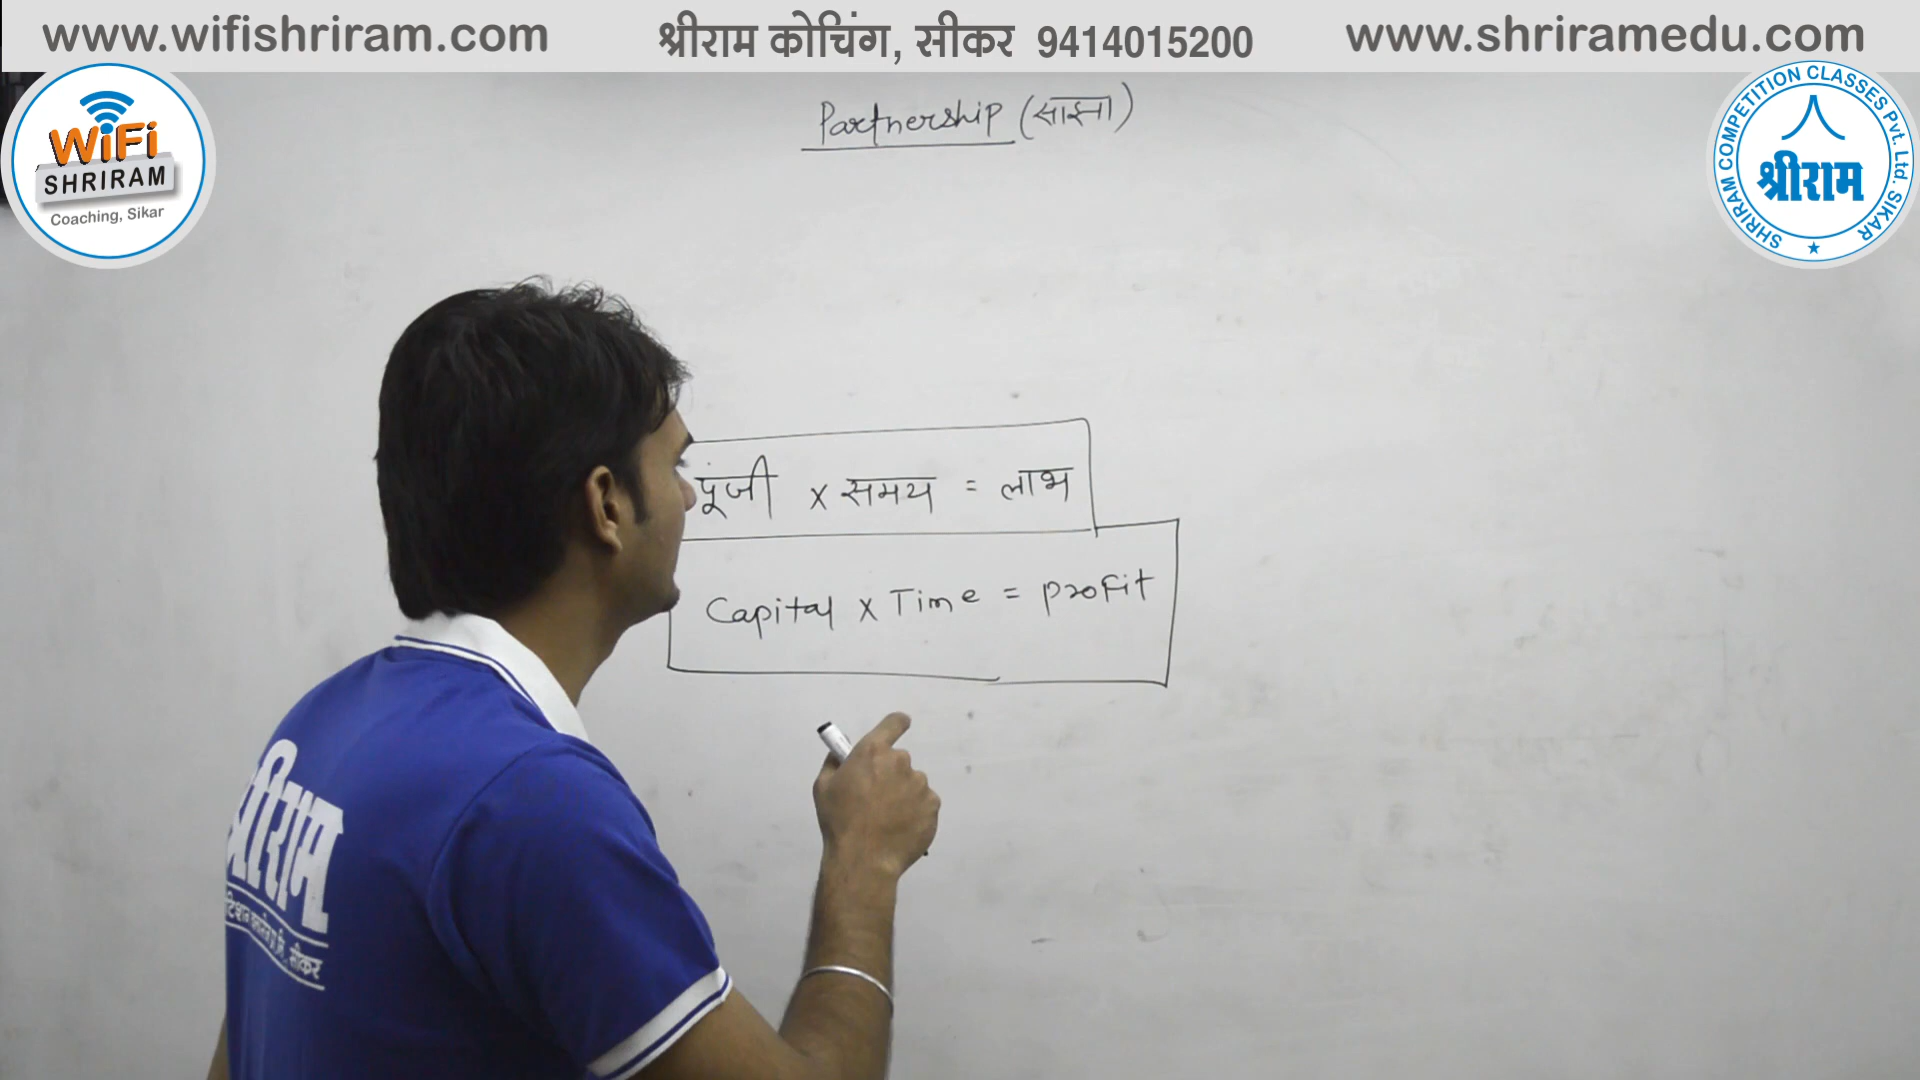 www.wifishriram.com
श्रीराम कोचिंग, सीकर 9414015200
www.shriramedu.com
WiFi
SHRIRAM
Coaching, Sikar
SHRIRAM COMPETITION CLASSES Pvt. Ltd. SIKAR
श्रीराम
Partnership (साझा)
पूंजी x समय = लाभ
Capital x Time = profit
श्रीराम
सीकर